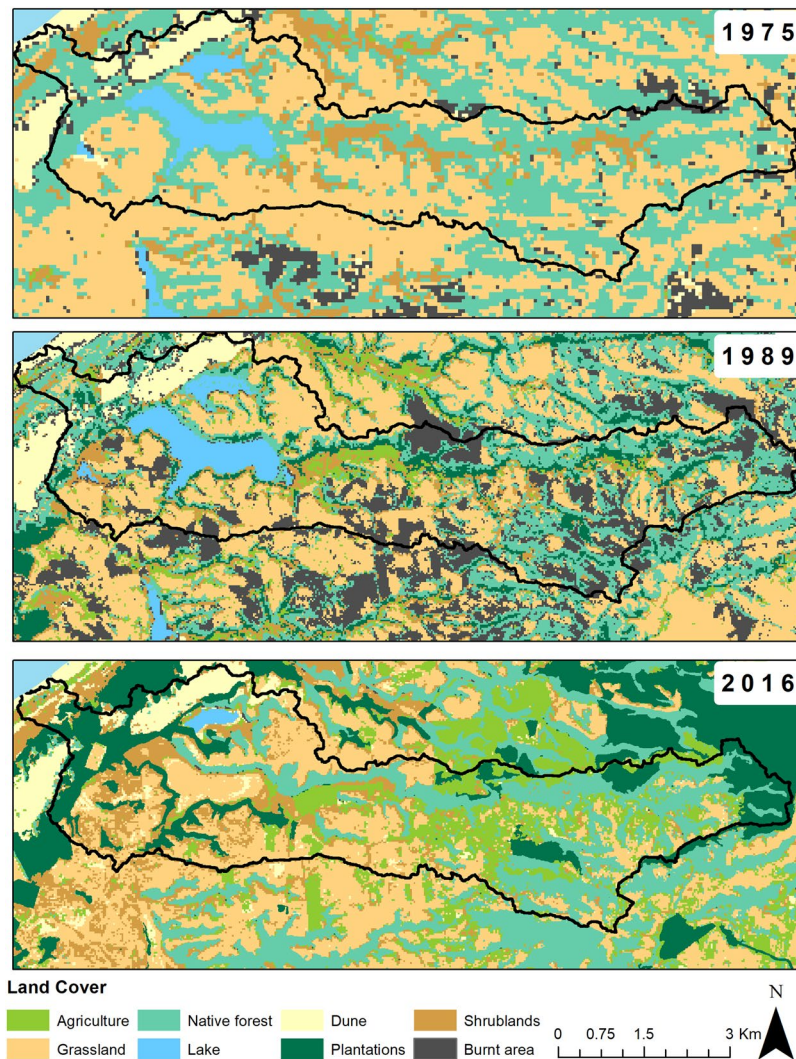 1975
1989
2016
Land Cover
Agriculture Native forest Dune Shrublands
Grassland Lake Plantations Burnt area
N
0 0.75 1.5 3 Km